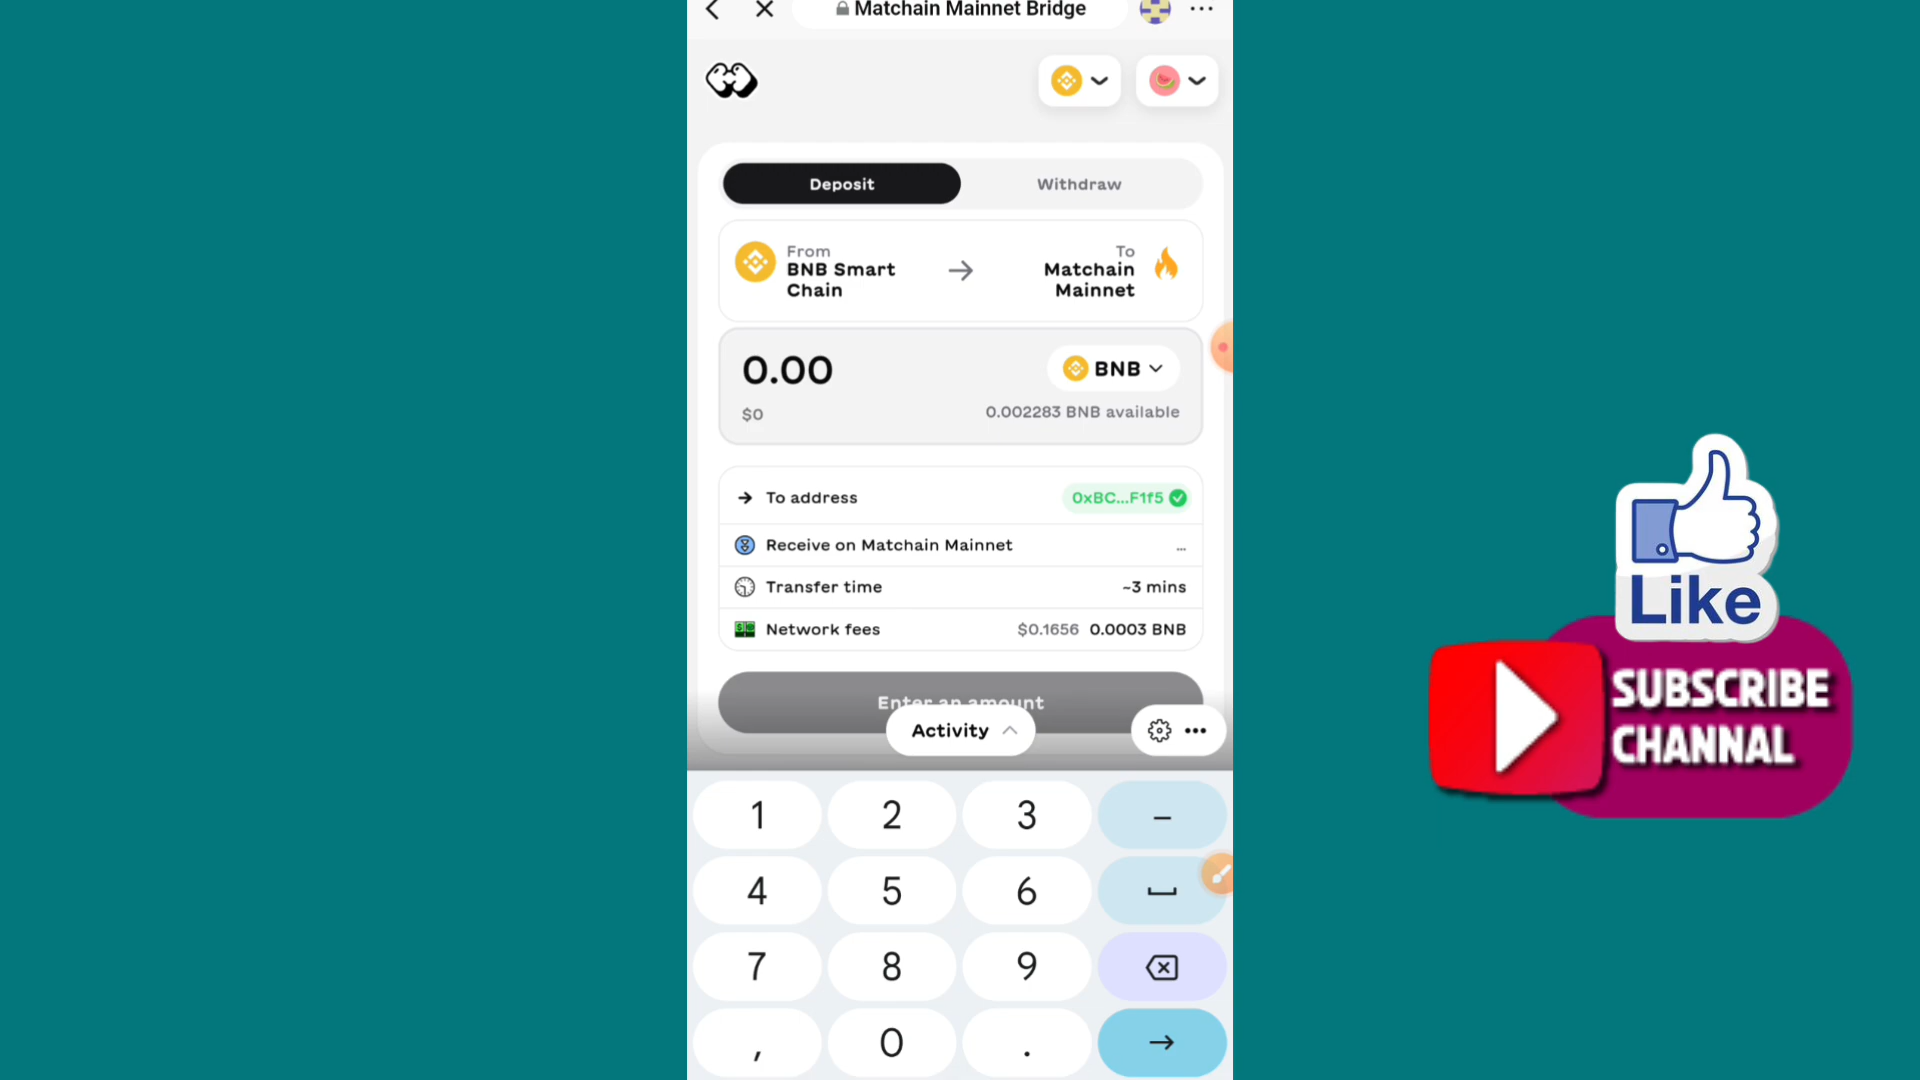 Matchain Mainnet Bridge
Deposit
Withdraw
From
BNB Smart
Chain
To
Matchain
Mainnet
0.00
BNB
$0
0.002283 BNB available
To address
0xBC...F1f5
Receive on Matchain Mainnet
...
Transfer time
~3 mins
Network fees
$0.1656 0.0003 BNB
Enter an amount
Activity
1 2 3 –
4 5 6
7 8 9
, 0 .
Like
SUBSCRIBE
CHANNAL